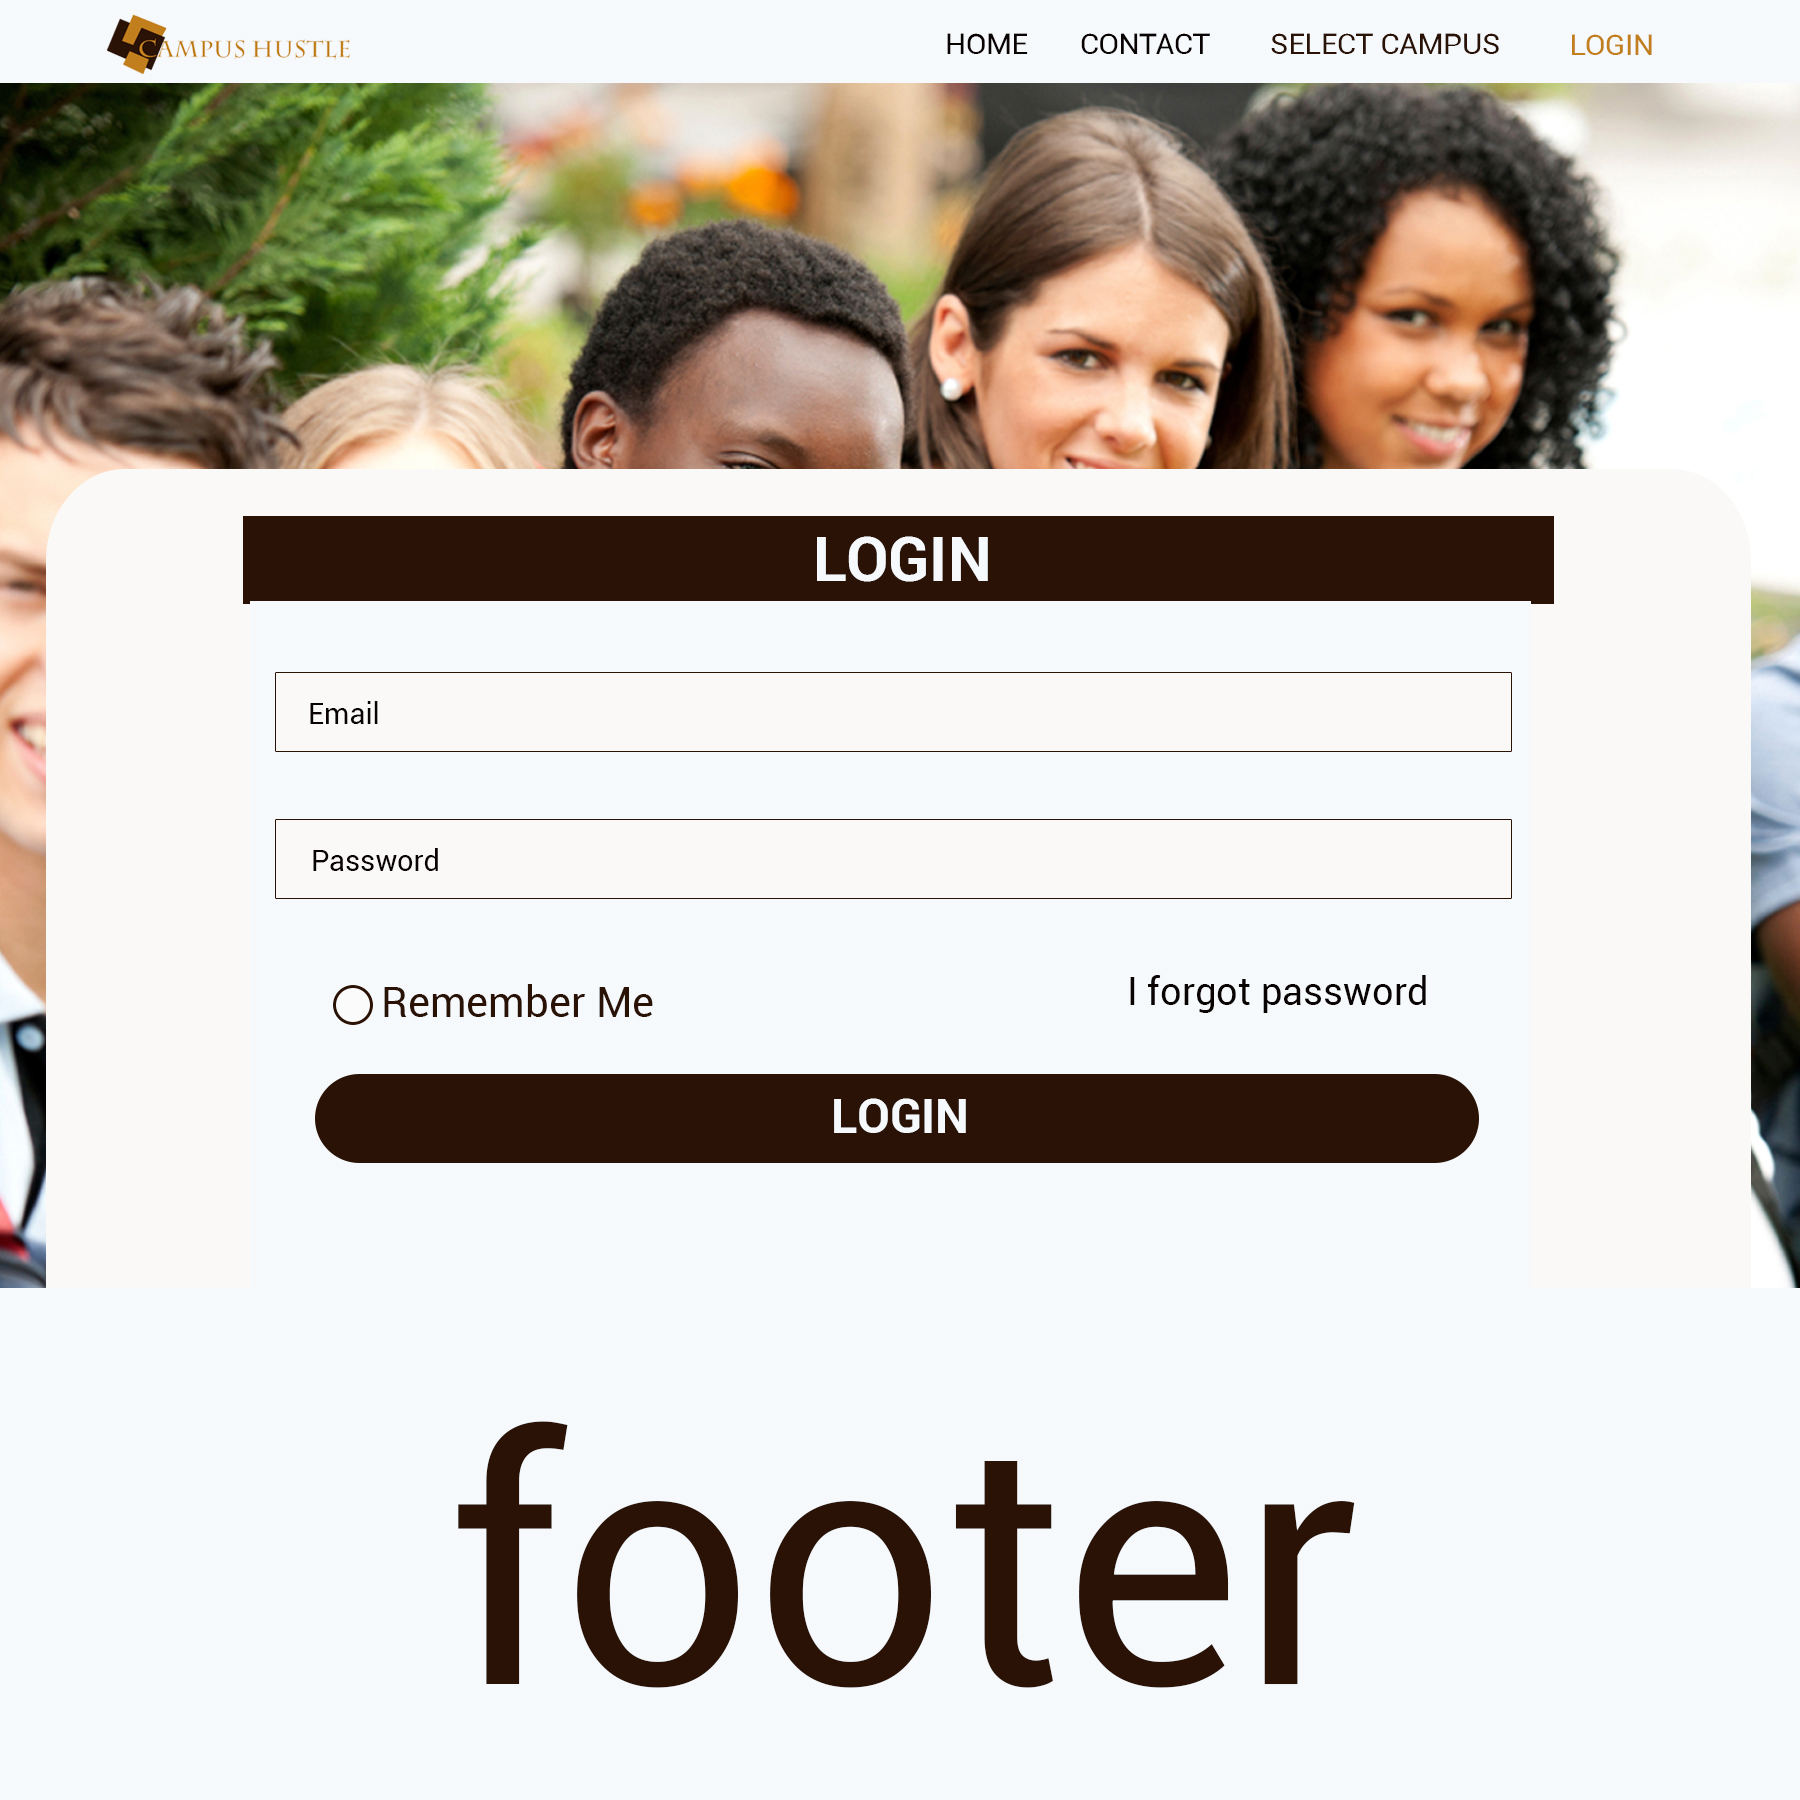 CAMPUS HUSTLE
HOME CONTACT SELECT CAMPUS LOGIN
LOGIN
Email
Password
Remember Me I forgot password
LOGIN
footer